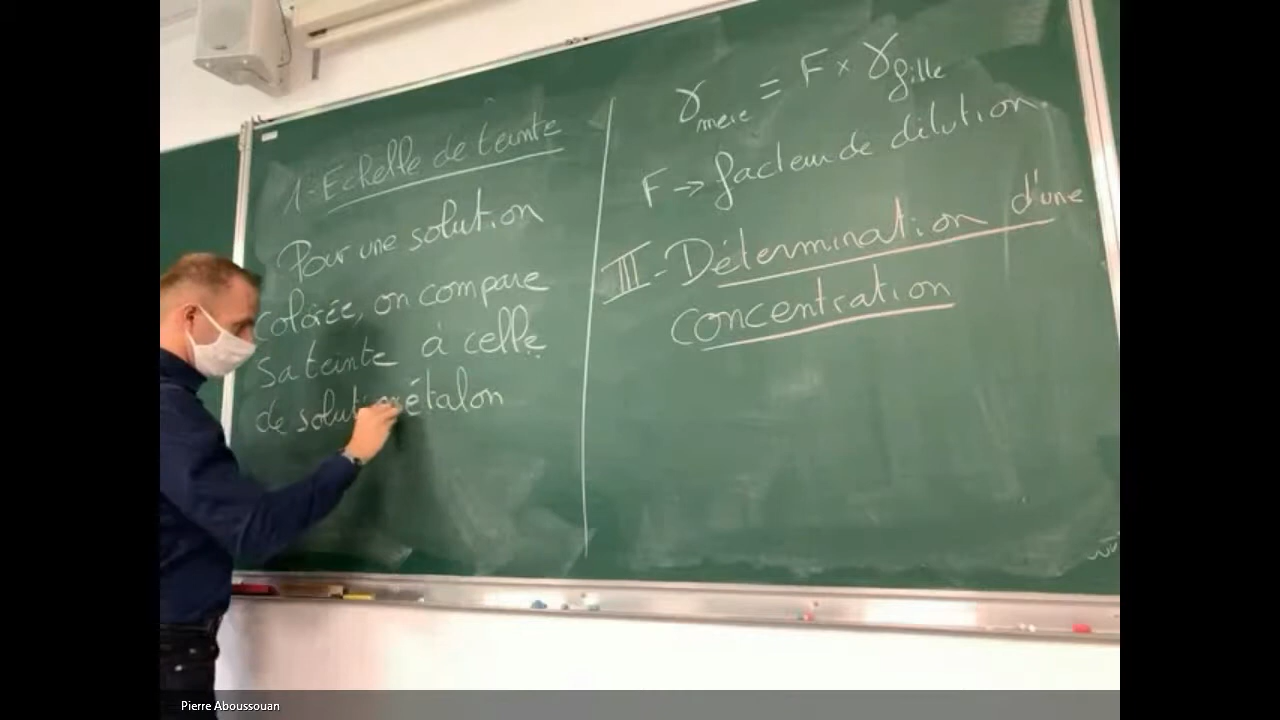 1- Echelle de teinte
Pour une solution
colorée, on compare
sa teinte à celle
de solution étalon
γmère = F × γfille
F → facteur de dilution
III - Détermination d'une
concentration
Pierre Aboussouan